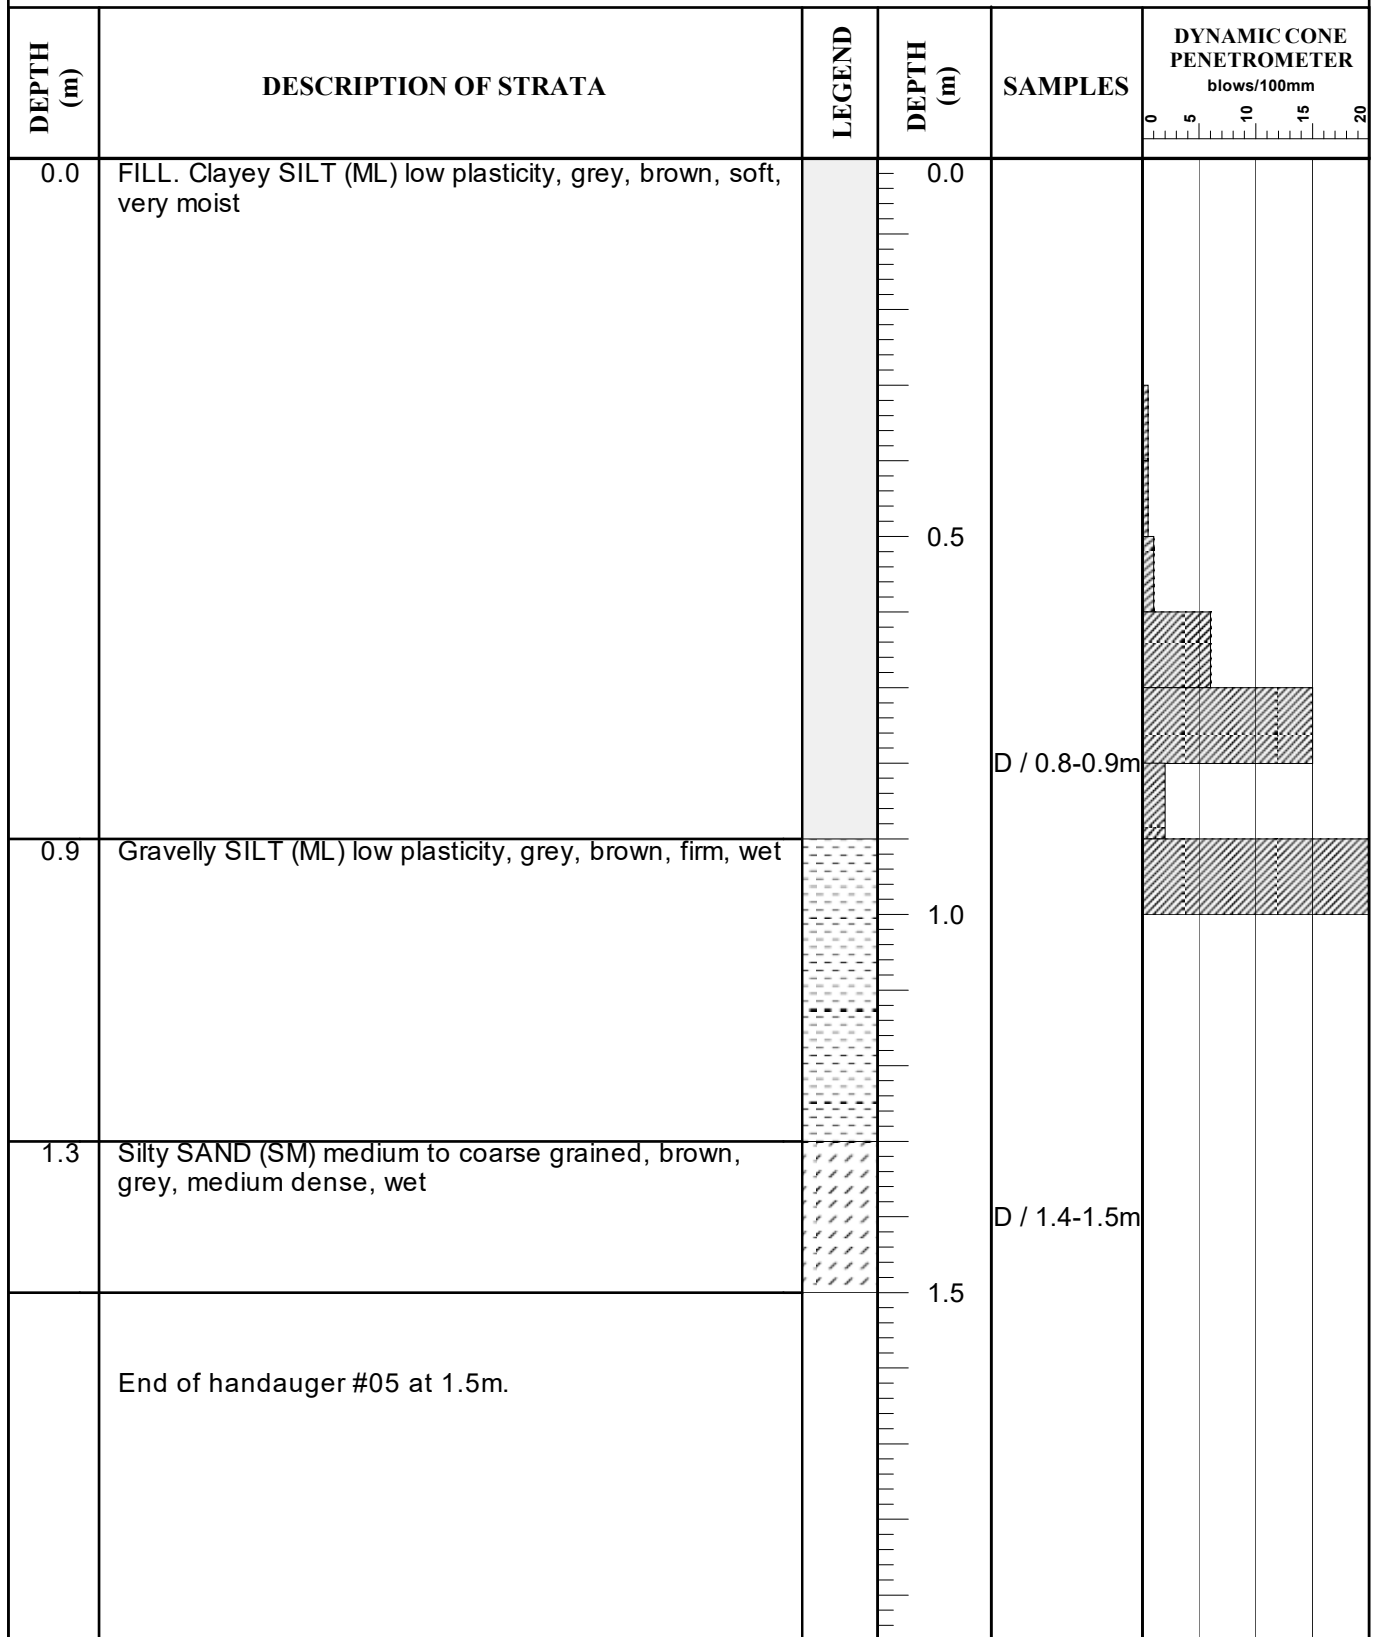 DEPTH
(m)
DESCRIPTION OF STRATA
LEGEND
DEPTH
(m)
SAMPLES
DYNAMIC CONE
PENETROMETER
blows/100mm
0 5 10 15 20
0.0 FILL. Clayey SILT (ML) low plasticity, grey, brown, soft,
very moist
0.0
0.5
D / 0.8-0.9m
0.9 Gravelly SILT (ML) low plasticity, grey, brown, firm, wet
1.0
1.3 Silty SAND (SM) medium to coarse grained, brown,
grey, medium dense, wet
D / 1.4-1.5m
1.5
End of handauger #05 at 1.5m.